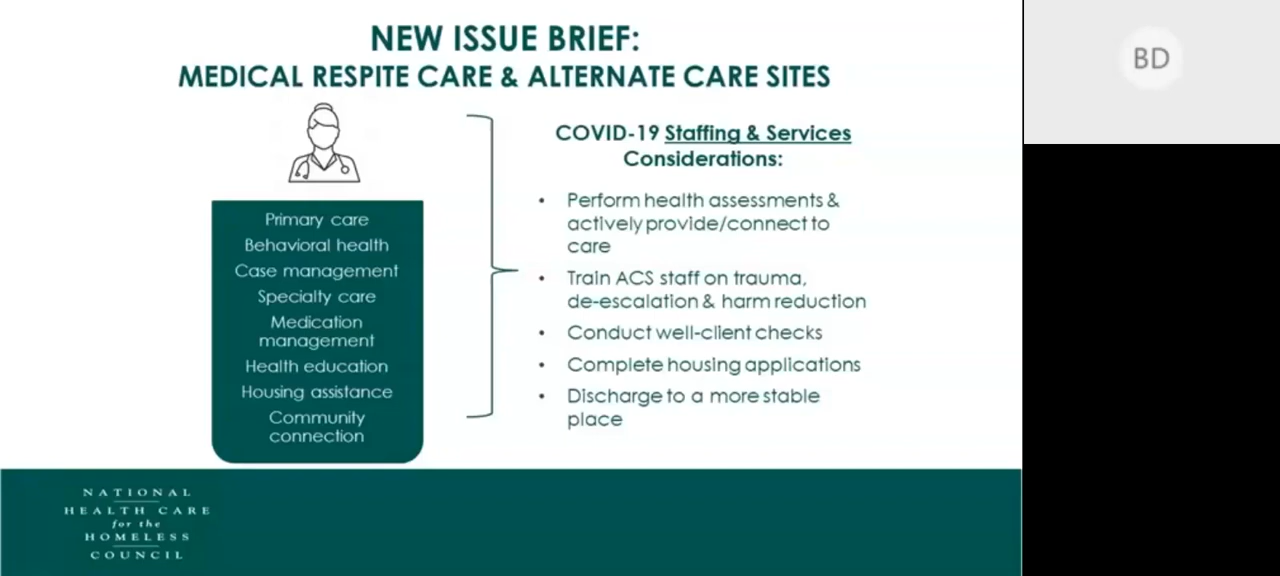 NEW ISSUE BRIEF:
MEDICAL RESPITE CARE & ALTERNATE CARE SITES
Primary care
Behavioral health
Case management
Specialty care
Medication
management
Health education
Housing assistance
Community
connection
COVID-19 Staffing & Services
Considerations:
• Perform health assessments &
actively provide/connect to
care
• Train ACS staff on trauma,
de-escalation & harm reduction
• Conduct well-client checks
• Complete housing applications
• Discharge to a more stable
place
NATIONAL
HEALTH CARE
for the
HOMELESS
COUNCIL
BD